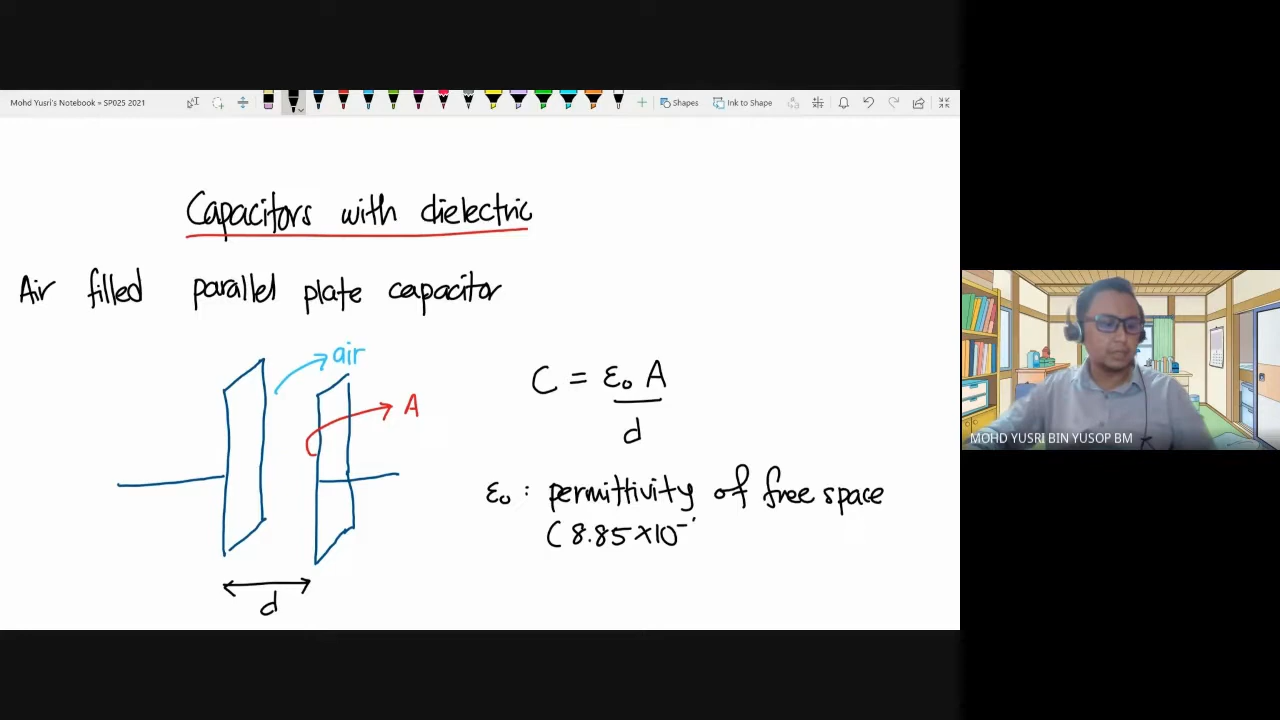 Mohd Yusri's Notebook » SP025 2021
Shapes
Ink to Shape
Capacitors with dielectric
Air filled parallel plate capacitor
air
A
d
C = ε₀ A
d
ε₀ : permittivity of free space
(8.85×10⁻'
MOHD YUSRI BIN YUSOP BM